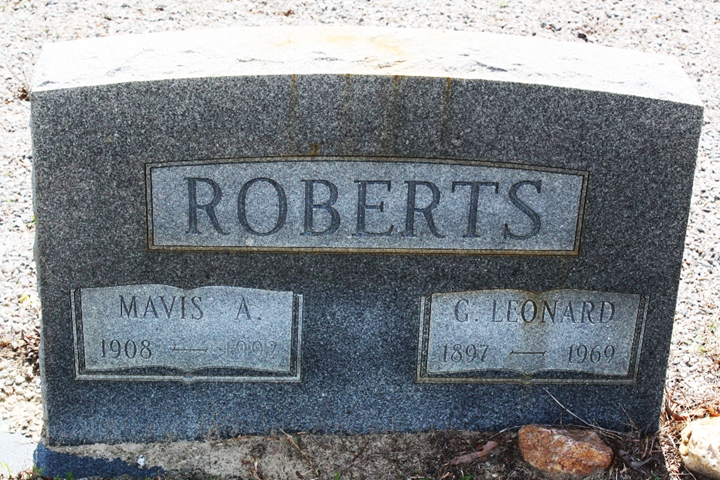 ROBERTS
MAVIS A.
1908 —
G. LEONARD
1897 — 1969